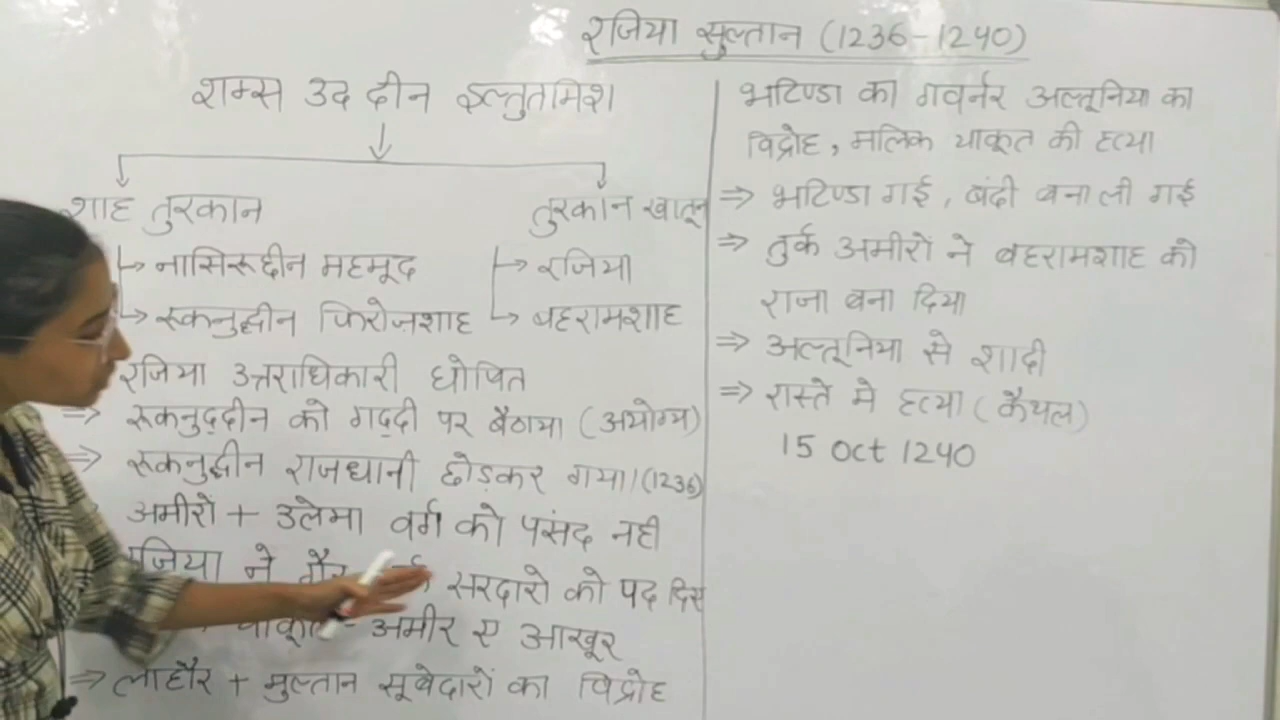 रजिया सुल्तान (1236-1240)
शम्स उद दीन इल्तुतमिश
शाह तुरकान
तुरकान खातून
नासिरूद्दीन महमूद
रजिया
रूकनुद्दीन फिरोजशाह
बहरामशाह
रजिया उत्तराधिकारी घोषित
⇒ रूकनुद्दीन को गद्दी पर बैठाया (अयोग्य)
⇒ रूकनुद्दीन राजधानी छोड़कर गया। (1236)
अमीरों + उलेमा वर्ग को पसंद नही
रजिया ने गैर सरदारो को पद दिए
- अमीर ए आखूर
⇒ लाहौर + मुल्तान सूबेदारों का विद्रोह
भटिण्डा का गवर्नर अल्तूनिया का
विद्रोह, मलिक याकूत की हत्या
⇒ भटिण्डा गई, बंदी बना ली गई
⇒ तुर्क अमीरों ने बहरामशाह को
राजा बना दिया
⇒ अल्तूनिया से शादी
⇒ रास्ते मे हत्या (कैथल)
15 Oct 1240